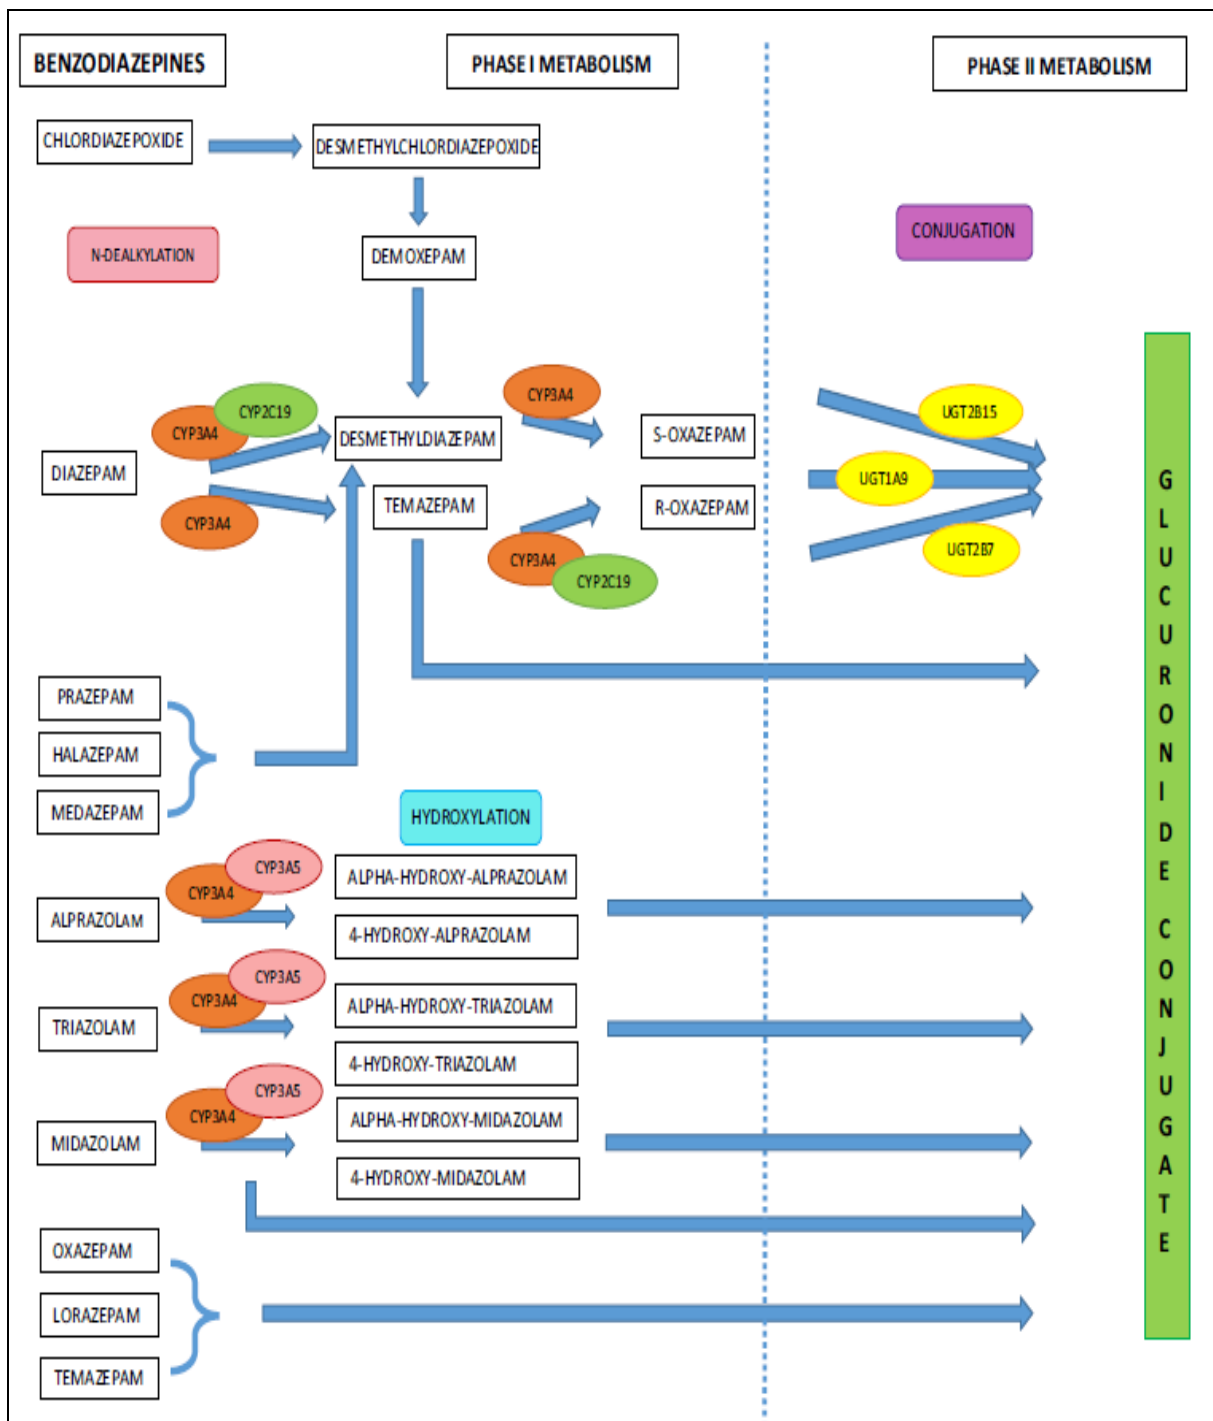 BENZODIAZEPINES
PHASE I METABOLISM
PHASE II METABOLISM
CHLORDIAZEPOXIDE
DESMETHYLCHLORDIAZEPOXIDE
N-DEALKYLATION
DEMOXEPAM
CONJUGATION
CYP3A4
CYP2C19
DIAZEPAM
CYP3A4
DESMETHYLDIAZEPAM
TEMAZEPAM
CYP3A4
S-OXAZEPAM
R-OXAZEPAM
CYP3A4
CYP2C19
UGT2B15
UGT1A9
UGT2B7
PRAZEPAM
HALAZEPAM
MEDAZEPAM
HYDROXYLATION
ALPRAZOLAM
CYP3A4
CYP3A5
ALPHA-HYDROXY-ALPRAZOLAM
4-HYDROXY-ALPRAZOLAM
TRIAZOLAM
CYP3A4
CYP3A5
ALPHA-HYDROXY-TRIAZOLAM
4-HYDROXY-TRIAZOLAM
MIDAZOLAM
CYP3A4
CYP3A5
ALPHA-HYDROXY-MIDAZOLAM
4-HYDROXY-MIDAZOLAM
OXAZEPAM
LORAZEPAM
TEMAZEPAM
GLUCURONIDE CONJUGATE